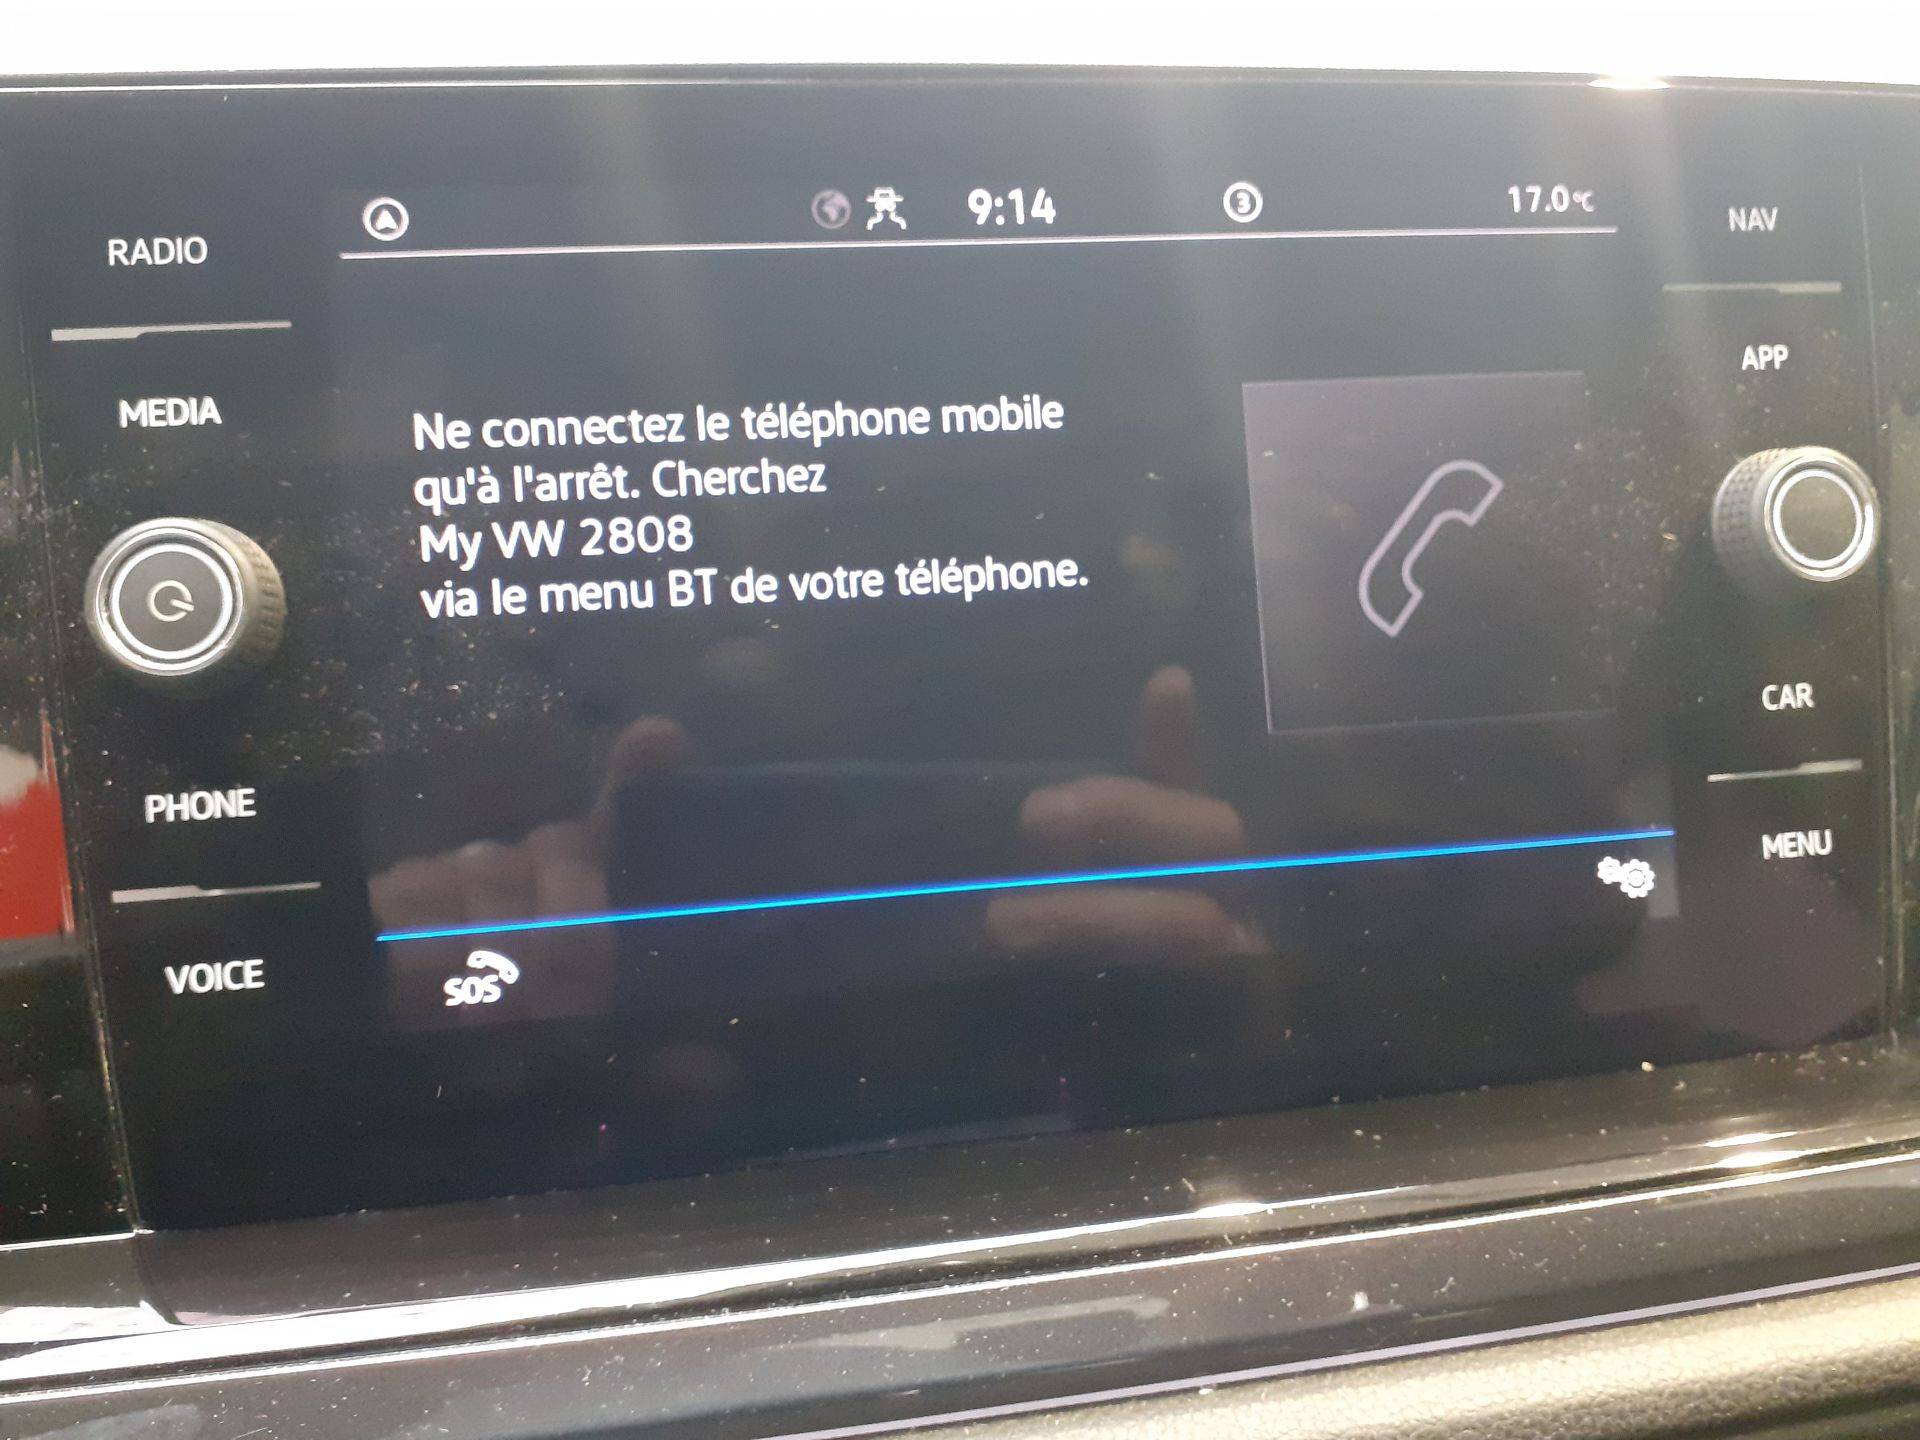 9:14
3
17.0°C
RADIO
MEDIA
PHONE
VOICE
Ne connectez le téléphone mobile
qu'à l'arrêt. Cherchez
My VW 2808
via le menu BT de votre téléphone.
SOS
NAV
APP
CAR
MENU